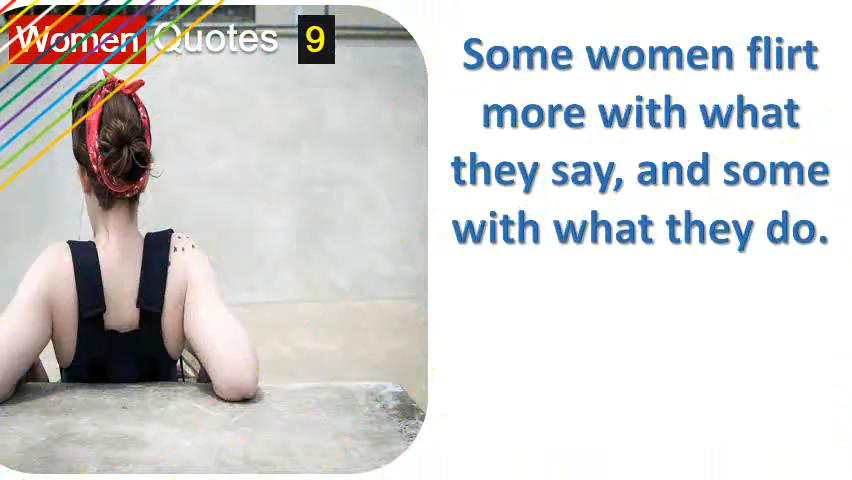 Women Quotes 9
Some women flirt
more with what
they say, and some
with what they do.